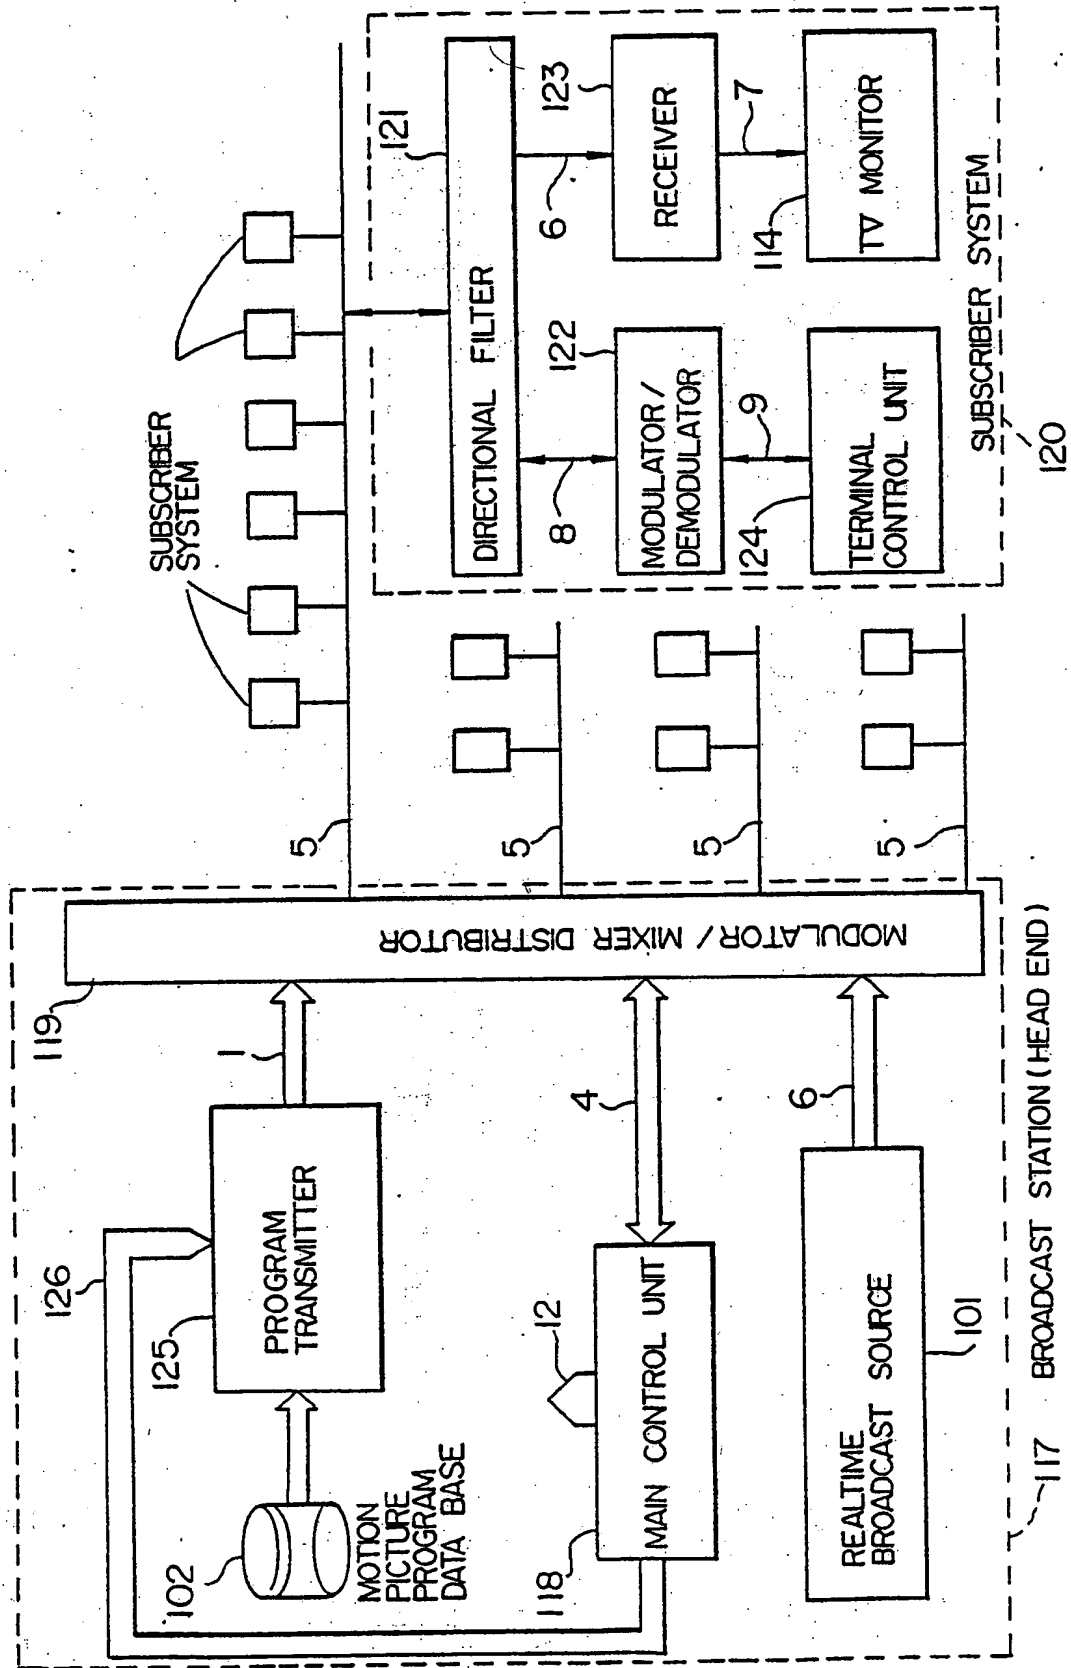 126
125
PROGRAM
TRANSMITTER
102
MOTION
PICTURE
PROGRAM
DATA BASE
1
119
MODULATOR / MIXER DISTRIBUTOR
12
118
MAIN CONTROL UNIT
4
REALTIME
BROADCAST SOURCE
101
6
117
BROADCAST STATION (HEAD END)
5
5
5
5
SUBSCRIBER
SYSTEM
121
DIRECTIONAL FILTER
123
8
6
122
MODULATOR/
DEMODULATOR
RECEIVER
9
7
124
TERMINAL
CONTROL UNIT
114
TV MONITOR
SUBSCRIBER SYSTEM
120